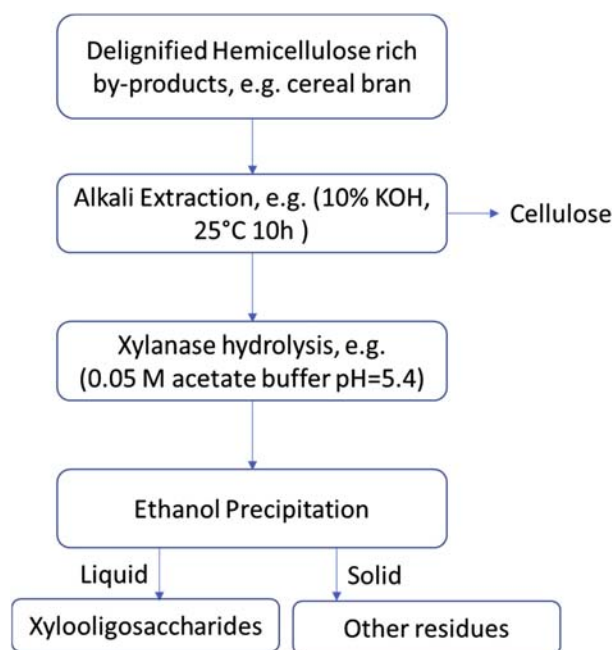 Delignified Hemicellulose rich
by-products, e.g. cereal bran
Alkali Extraction, e.g. (10% KOH,
25°C 10h )
Cellulose
Xylanase hydrolysis, e.g.
(0.05 M acetate buffer pH=5.4)
Ethanol Precipitation
Liquid
Solid
Xylooligosaccharides
Other residues